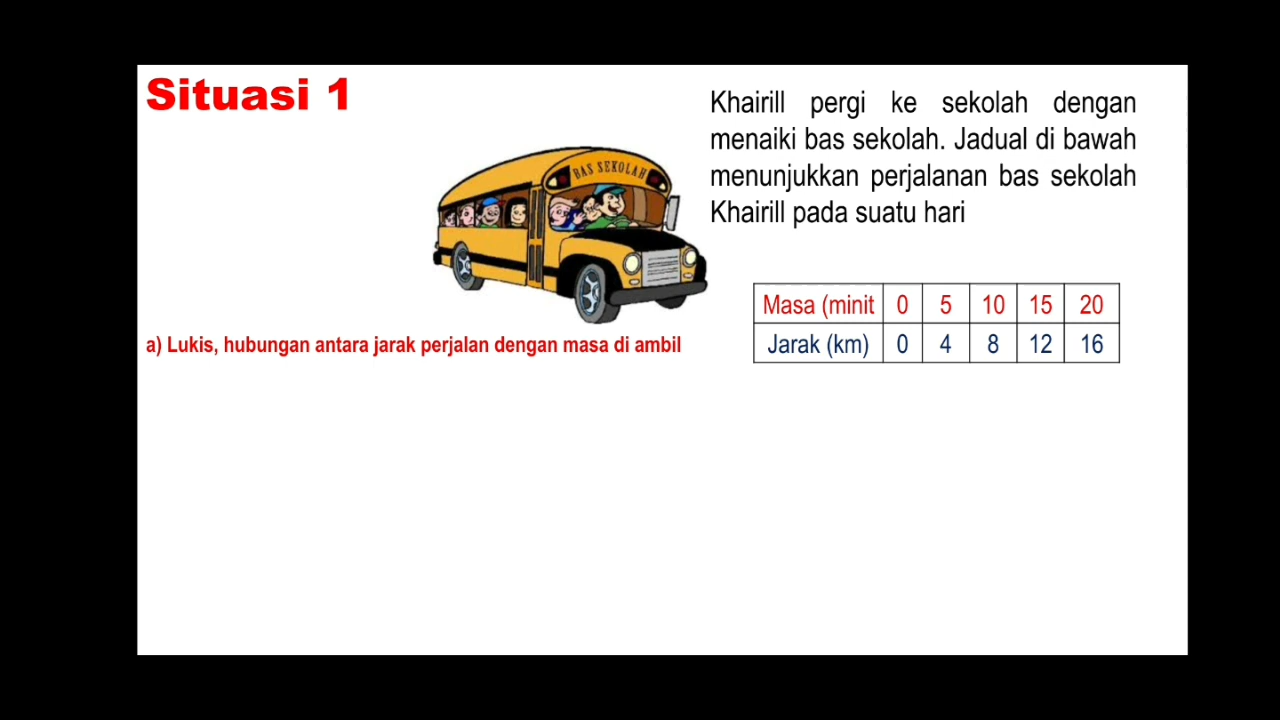 Situasi 1
BAS SEKOLAH
Khairill pergi ke sekolah dengan
menaiki bas sekolah. Jadual di bawah
menunjukkan perjalanan bas sekolah
Khairill pada suatu hari
Masa (minit 0 5 10 15 20
Jarak (km) 0 4 8 12 16
a) Lukis, hubungan antara jarak perjalan dengan masa di ambil